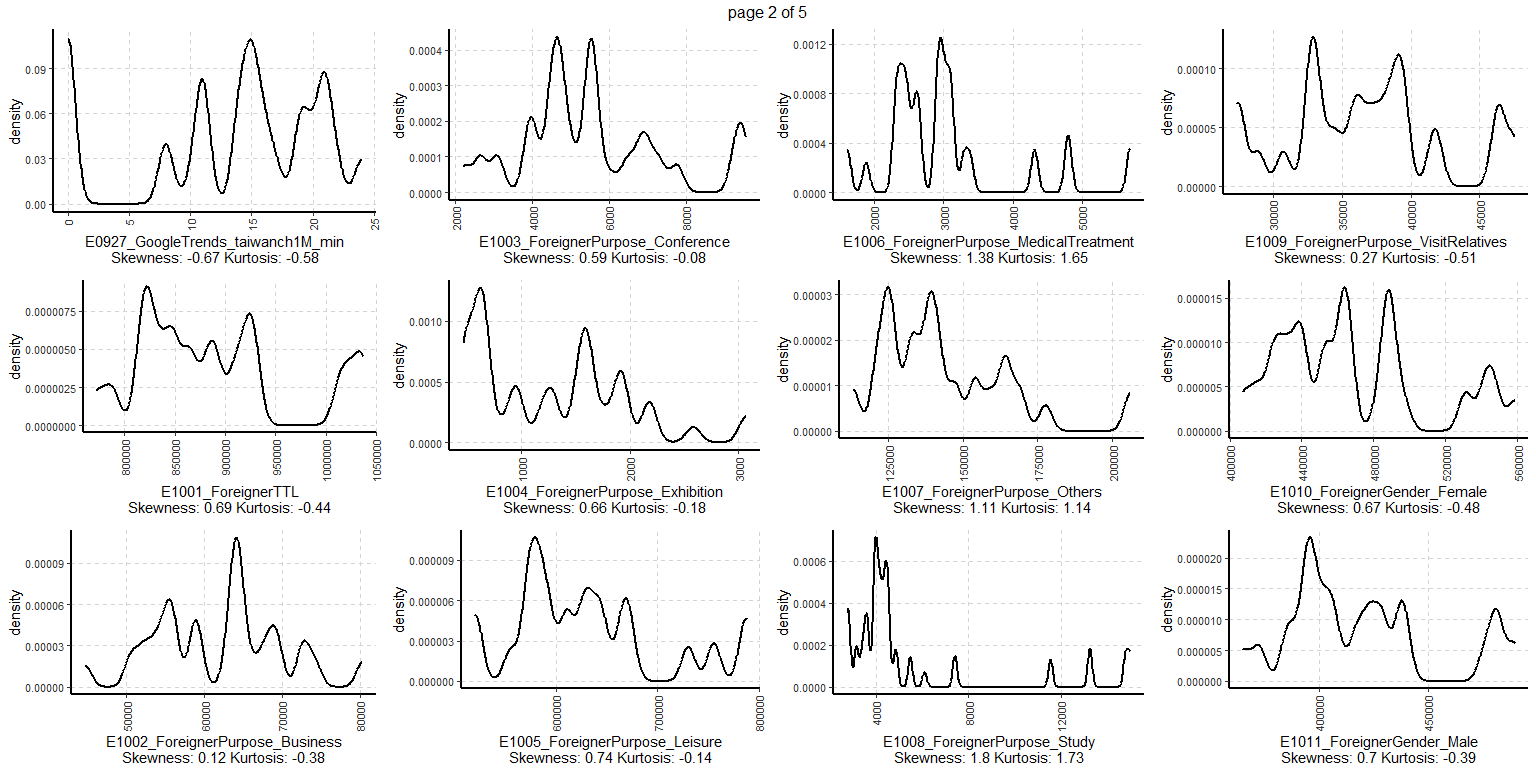 page 2 of 5
density
0.00
0.03
0.06
0.09
0
5
10
15
20
25
E0927_GoogleTrends_taiwanch1M_min
Skewness: -0.67 Kurtosis: -0.58
density
0.0000
0.0001
0.0002
0.0003
0.0004
2000
4000
6000
8000
E1003_ForeignerPurpose_Conference
Skewness: 0.59 Kurtosis: -0.08
density
0.0000
0.0004
0.0008
0.0012
2000
3000
4000
5000
E1006_ForeignerPurpose_MedicalTreatment
Skewness: 1.38 Kurtosis: 1.65
density
0.00000
0.00005
0.00010
30000
35000
40000
45000
E1009_ForeignerPurpose_VisitRelatives
Skewness: 0.27 Kurtosis: -0.51
density
0.0000000
0.0000025
0.0000050
0.0000075
800000
850000
900000
950000
1000000
1050000
E1001_ForeignerTTL
Skewness: 0.69 Kurtosis: -0.44
density
0.0000
0.0005
0.0010
1000
2000
3000
E1004_ForeignerPurpose_Exhibition
Skewness: 0.66 Kurtosis: -0.18
density
0.00000
0.00001
0.00002
0.00003
125000
150000
175000
200000
E1007_ForeignerPurpose_Others
Skewness: 1.11 Kurtosis: 1.14
density
0.000000
0.000005
0.000010
0.000015
400000
440000
480000
520000
560000
E1010_ForeignerGender_Female
Skewness: 0.67 Kurtosis: -0.48
density
0.00000
0.00003
0.00006
0.00009
50000
60000
70000
80000
E1002_ForeignerPurpose_Business
Skewness: 0.12 Kurtosis: -0.38
density
0.000000
0.000003
0.000006
0.000009
600000
700000
800000
E1005_ForeignerPurpose_Leisure
Skewness: 0.74 Kurtosis: -0.14
density
0.0000
0.0002
0.0004
0.0006
4000
8000
12000
E1008_ForeignerPurpose_Study
Skewness: 1.8 Kurtosis: 1.73
density
0.000000
0.000005
0.000010
0.000015
0.000020
400000
450000
E1011_ForeignerGender_Male
Skewness: 0.7 Kurtosis: -0.39